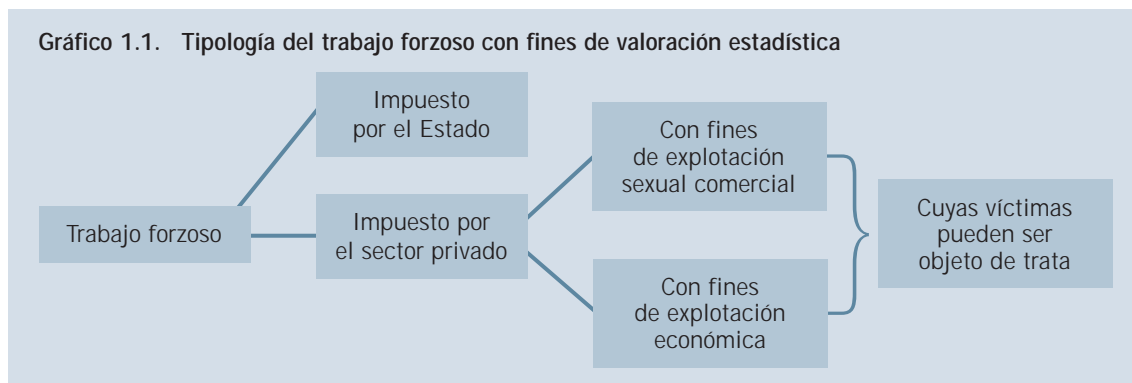 Gráfico 1.1. Tipología del trabajo forzoso con fines de valoración estadística
Trabajo forzoso
Impuesto
por el Estado
Impuesto por
el sector privado
Con fines
de explotación
sexual comercial
Con fines
de explotación
económica
Cuyas víctimas
pueden ser
objeto de trata